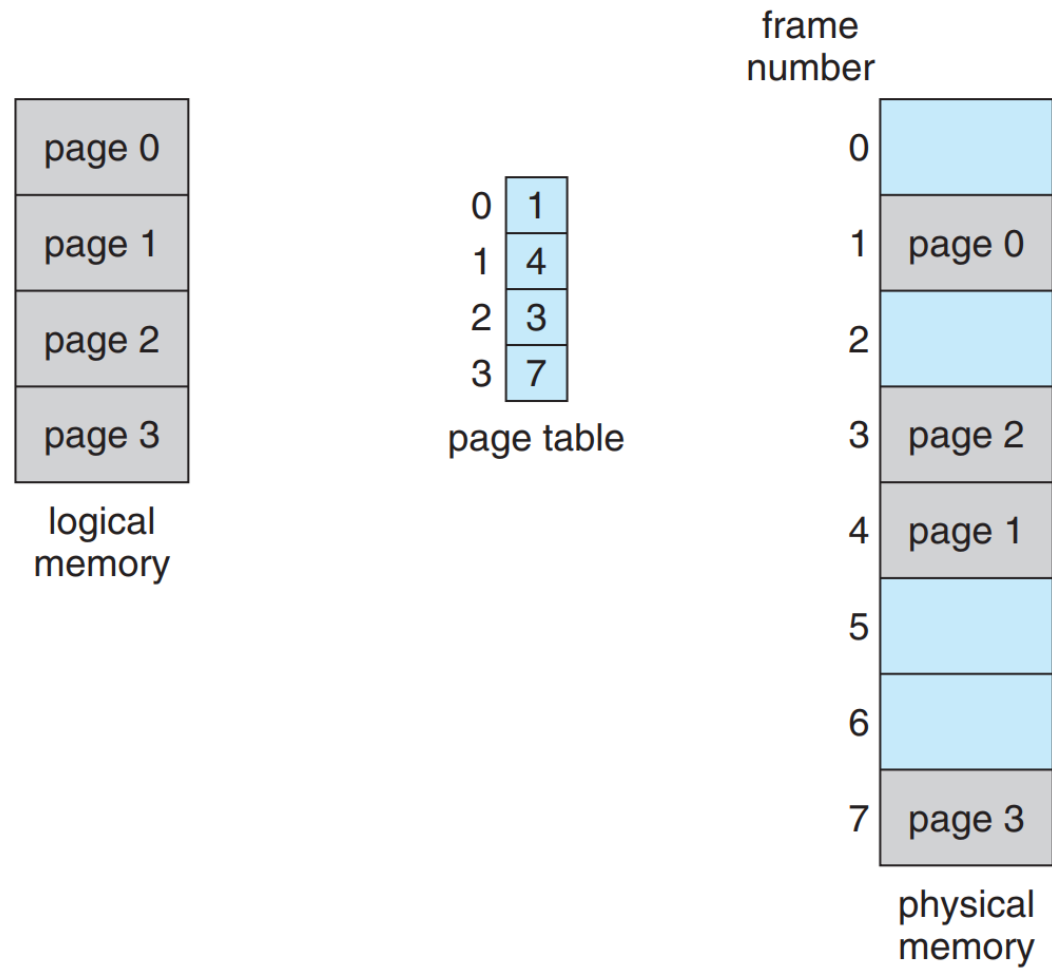 frame
number
page 0
page 1
page 2
page 3
logical
memory
0 1
1 4
2 3
3 7
page table
0
1 page 0
2
3 page 2
4 page 1
5
6
7 page 3
physical
memory